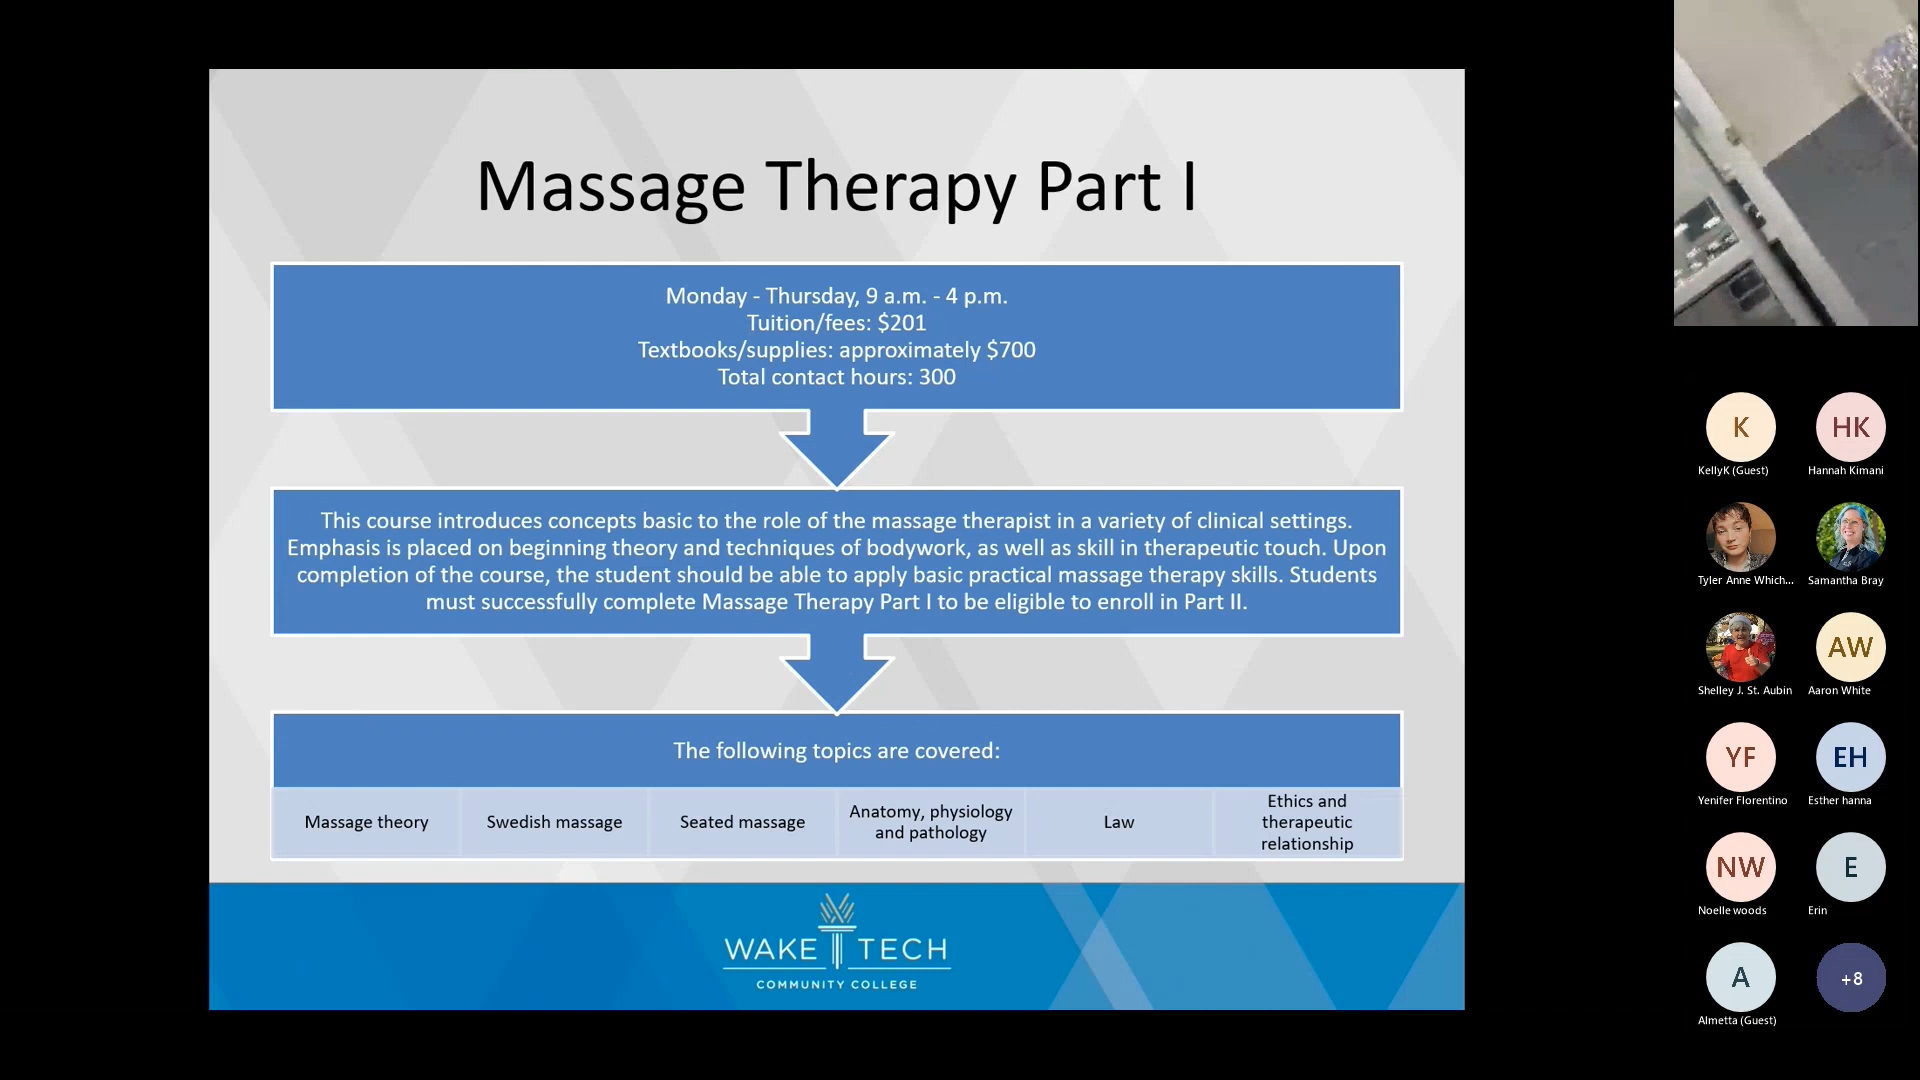 Massage Therapy Part I
Monday - Thursday, 9 a.m. - 4 p.m.
Tuition/fees: $201
Textbooks/supplies: approximately $700
Total contact hours: 300
This course introduces concepts basic to the role of the massage therapist in a variety of clinical settings.
Emphasis is placed on beginning theory and techniques of bodywork, as well as skill in therapeutic touch. Upon
completion of the course, the student should be able to apply basic practical massage therapy skills. Students
must successfully complete Massage Therapy Part I to be eligible to enroll in Part II.
The following topics are covered:
Massage theory
Swedish massage
Seated massage
Anatomy, physiology
and pathology
Law
Ethics and
therapeutic
relationship
WAKE TECH
COMMUNITY COLLEGE
K
KellyK (Guest)
HK
Hannah Kimani
Tyler Anne Which...
Samantha Bray
Shelley J. St. Aubin
AW
Aaron White
YF
Yenifer Florentino
EH
Esther hanna
NW
Noelle woods
E
Erin
A
Almetta (Guest)
+8